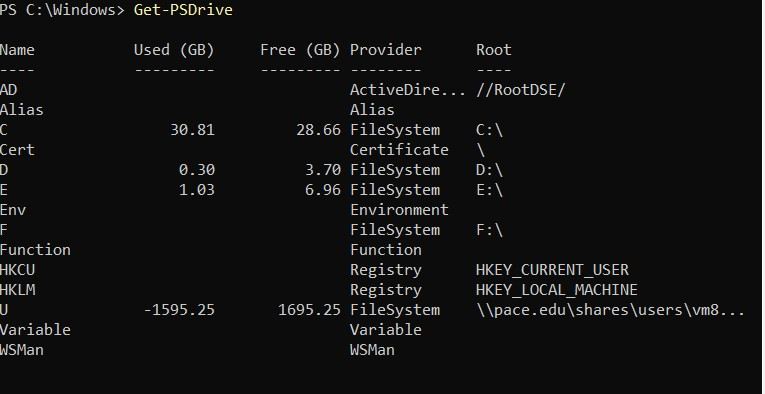 PS C:\Windows> Get-PSDrive
Name Used (GB) Free (GB) Provider Root
---- --------- --------- -------- ----
AD ActiveDire... //RootDSE/
Alias Alias
C 30.81 28.66 FileSystem C:\
Cert Certificate \
D 0.30 3.70 FileSystem D:\
E 1.03 6.96 FileSystem E:\
Env Environment
F FileSystem F:\
Function Function
HKCU Registry HKEY_CURRENT_USER
HKLM Registry HKEY_LOCAL_MACHINE
U -1595.25 1695.25 FileSystem \\pace.edu\shares\users\vm8...
Variable Variable
WSMan WSMan